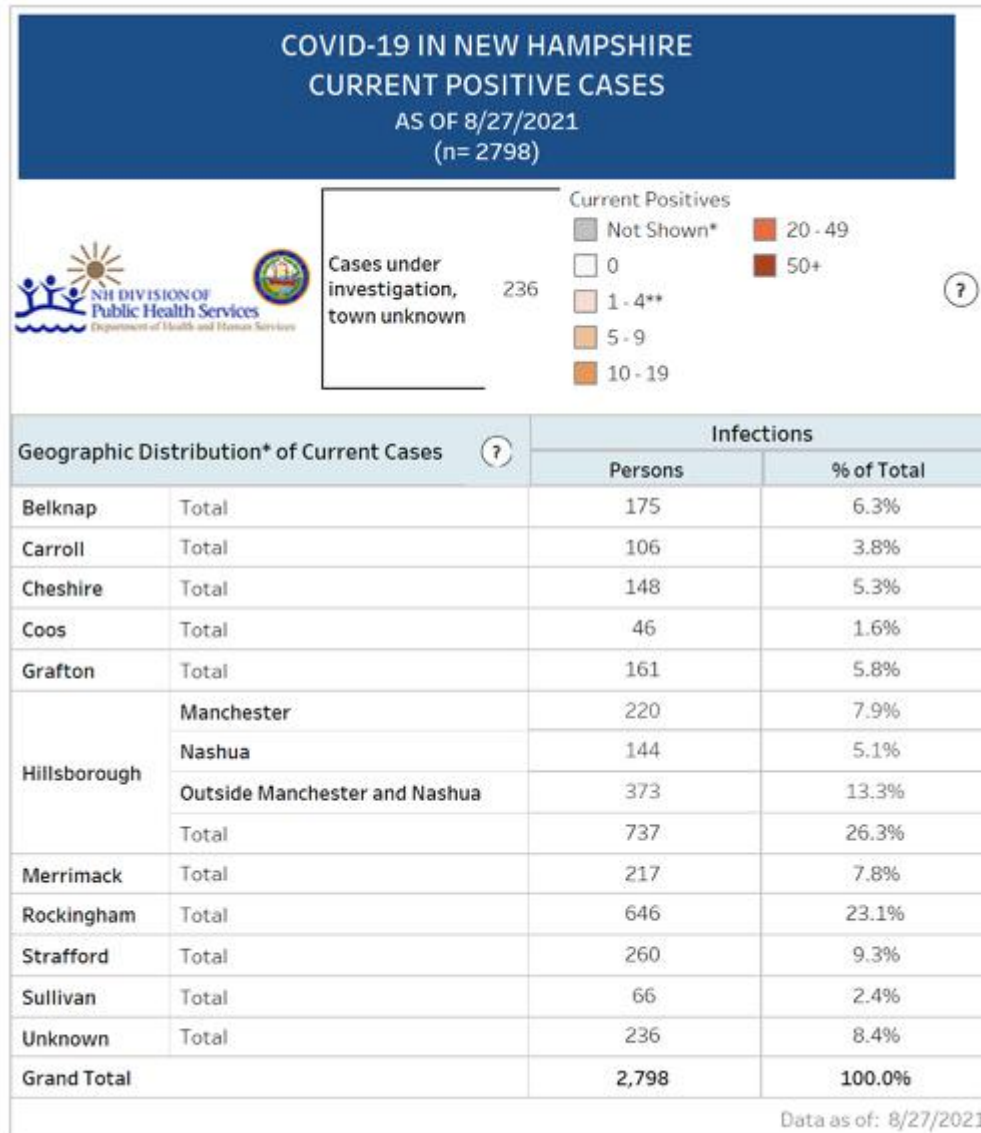 COVID-19 IN NEW HAMPSHIRE
CURRENT POSITIVE CASES
AS OF 8/27/2021
(n= 2798)
NH DIVISION OF
Public Health Services
Department of Health and Human Services
Cases under
investigation,
town unknown
236
Current Positives
Not Shown*
0
1 - 4**
5 - 9
10 - 19
20 - 49
50+
?
Geographic Distribution* of Current Cases ? Infections
Persons % of Total
Belknap Total 175 6.3%
Carroll Total 106 3.8%
Cheshire Total 148 5.3%
Coos Total 46 1.6%
Grafton Total 161 5.8%
Hillsborough
Manchester 220 7.9%
Nashua 144 5.1%
Outside Manchester and Nashua 373 13.3%
Total 737 26.3%
Merrimack Total 217 7.8%
Rockingham Total 646 23.1%
Strafford Total 260 9.3%
Sullivan Total 66 2.4%
Unknown Total 236 8.4%
Grand Total 2,798 100.0%
Data as of: 8/27/2021